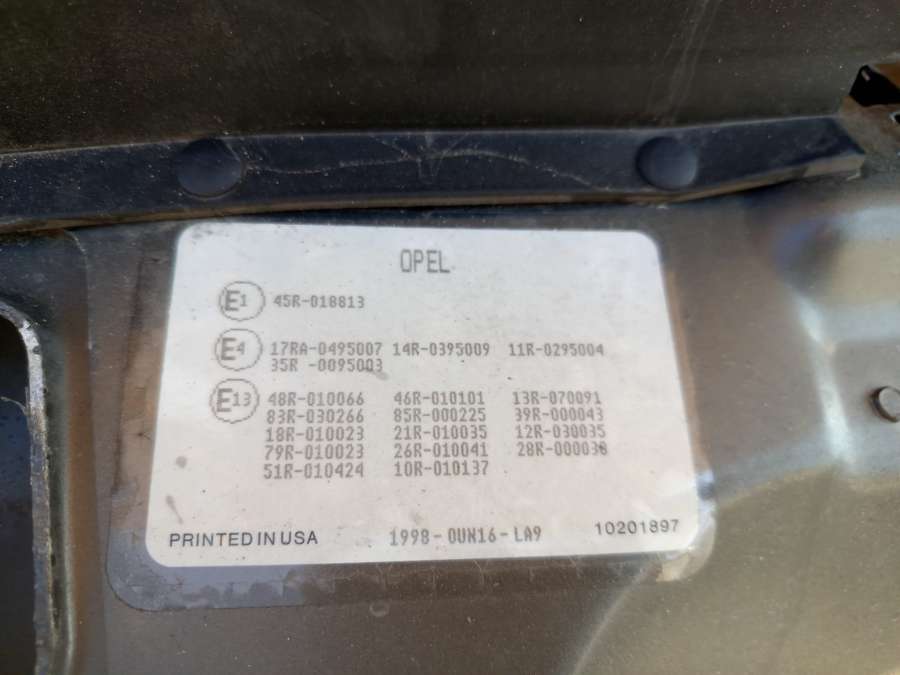 OPEL
E1 45R-018813
E4 17RA-0495007 14R-0395009 11R-0295004
35R -0095003
E13 48R-010066 46R-010101 13R-070091
83R-030266 85R-000225 39R-000043
18R-010023 21R-010035 12R-030035
79R-010023 26R-010041 28R-000038
51R-010424 10R-010137
PRINTED IN USA 1998-0UN16-LA9 10201897